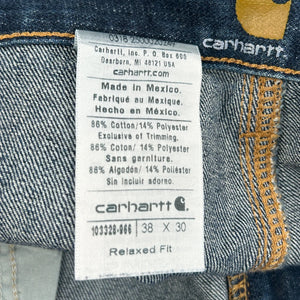 carhartt
Carhartt, Inc. P.O. Box 600
Dearborn, MI 48121 USA
carhartt.com
Made in Mexico.
Fabriqué au Mexique.
Hecho en México.
86% Cotton/14% Polyester
Exclusive of Trimming.
86% Coton/14% Polyester
Sans garniture.
86% Algodón/ 14% Poliéster
Sin incluir adorno.
carhartt
103328-966 38 X 30
Relaxed Fit